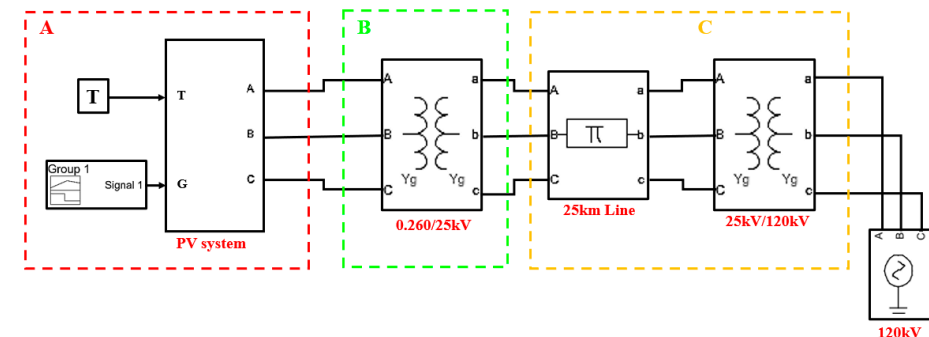 A
B
C
T
T
G
A
B
C
Group 1
Signal 1
PV system
A
B
C
a
b
c
Yg
Yg
0.260/25kV
A
B
C
π
a
b
c
25km Line
A
B
C
a
b
c
Yg
Yg
25kV/120kV
A
B
C
120kV